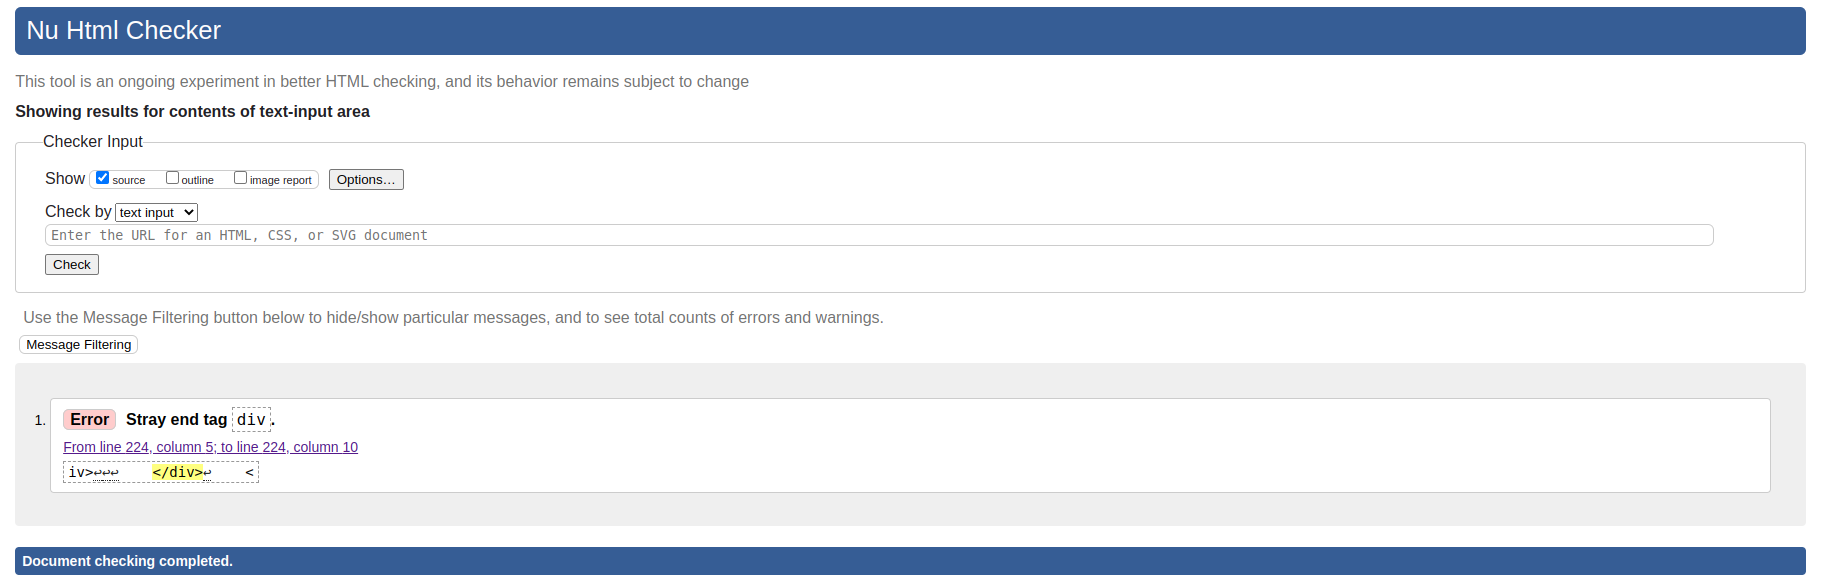 Nu Html Checker
This tool is an ongoing experiment in better HTML checking, and its behavior remains subject to change
Showing results for contents of text-input area
Checker Input
Show source outline image report Options…
Check by text input
Enter the URL for an HTML, CSS, or SVG document
Check
Use the Message Filtering button below to hide/show particular messages, and to see total counts of errors and warnings.
Message Filtering
1. Error Stray end tag div.
From line 224, column 5; to line 224, column 10
iv>↩↩↩    </div>↩    <
Document checking completed.